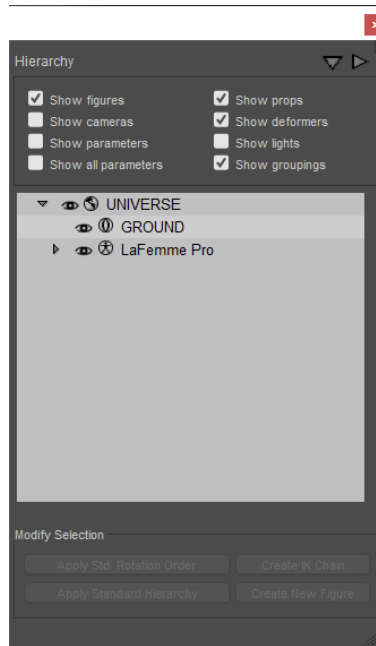 Hierarchy
Show figures
Show props
Show cameras
Show deformers
Show parameters
Show lights
Show all parameters
Show groupings
UNIVERSE
GROUND
LaFemme Pro
Modify Selection
Apply Std. Rotation Order
Create IK Chain
Apply Standard Hierarchy
Create New Figure